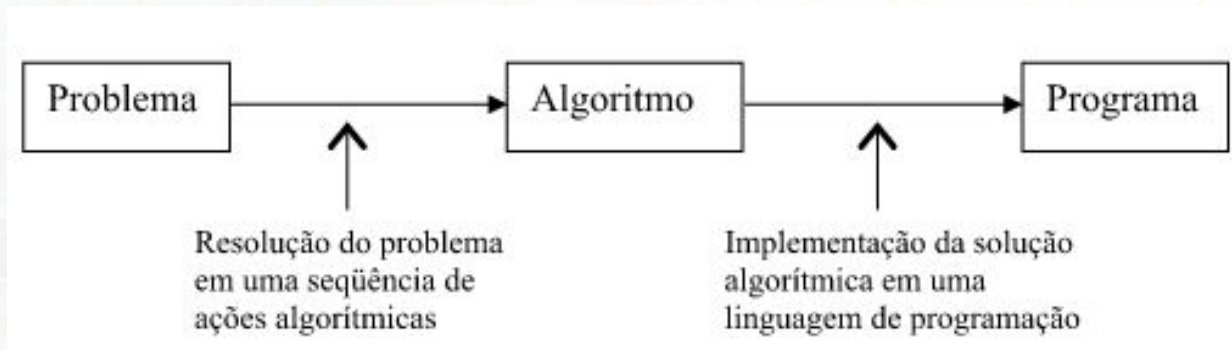 Problema
Algoritmo
Programa
Resolução do problema
em uma seqüência de
ações algorítmicas
Implementação da solução
algorítmica em uma
linguagem de programação